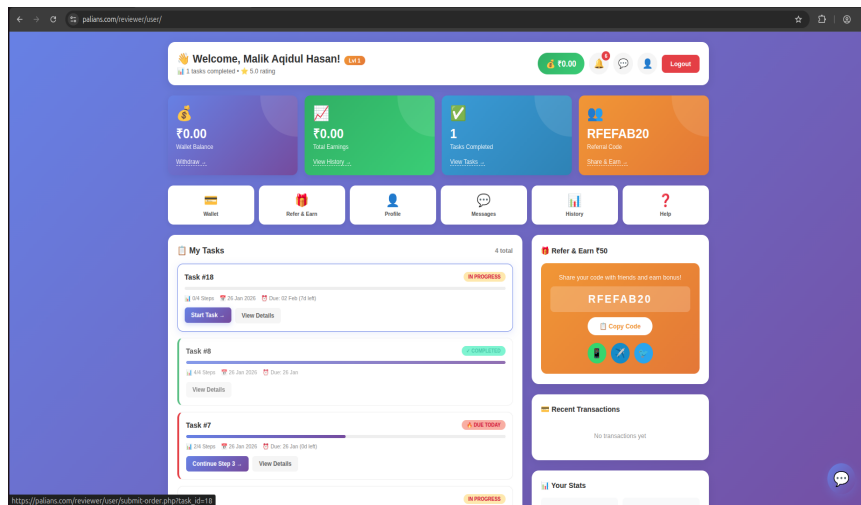 palians.com/reviewer/user/
Welcome, Malik Aqidul Hasan! Lvl 1
1 tasks completed • 5.0 rating
₹0.00
6
Logout
₹0.00
Wallet Balance
Withdraw →
₹0.00
Total Earnings
View History →
1
Tasks Completed
View Tasks →
RFEFAB20
Referral Code
Share & Earn →
Wallet
Refer & Earn
Profile
Messages
History
Help
My Tasks
4 total
Task #18
IN PROGRESS
0/4 Steps 26 Jan 2026 Due: 02 Feb (7d left)
Start Task →
View Details
Task #8
✓ COMPLETED
4/4 Steps 26 Jan 2026 Due: 26 Jan
View Details
Task #7
DUE TODAY
2/4 Steps 26 Jan 2026 Due: 26 Jan (0d left)
Continue Step 3 →
View Details
IN PROGRESS
Refer & Earn ₹50
Share your code with friends and earn bonus!
RFEFAB20
Copy Code
Recent Transactions
No transactions yet
Your Stats
https://palians.com/reviewer/user/submit-order.php?task_id=18